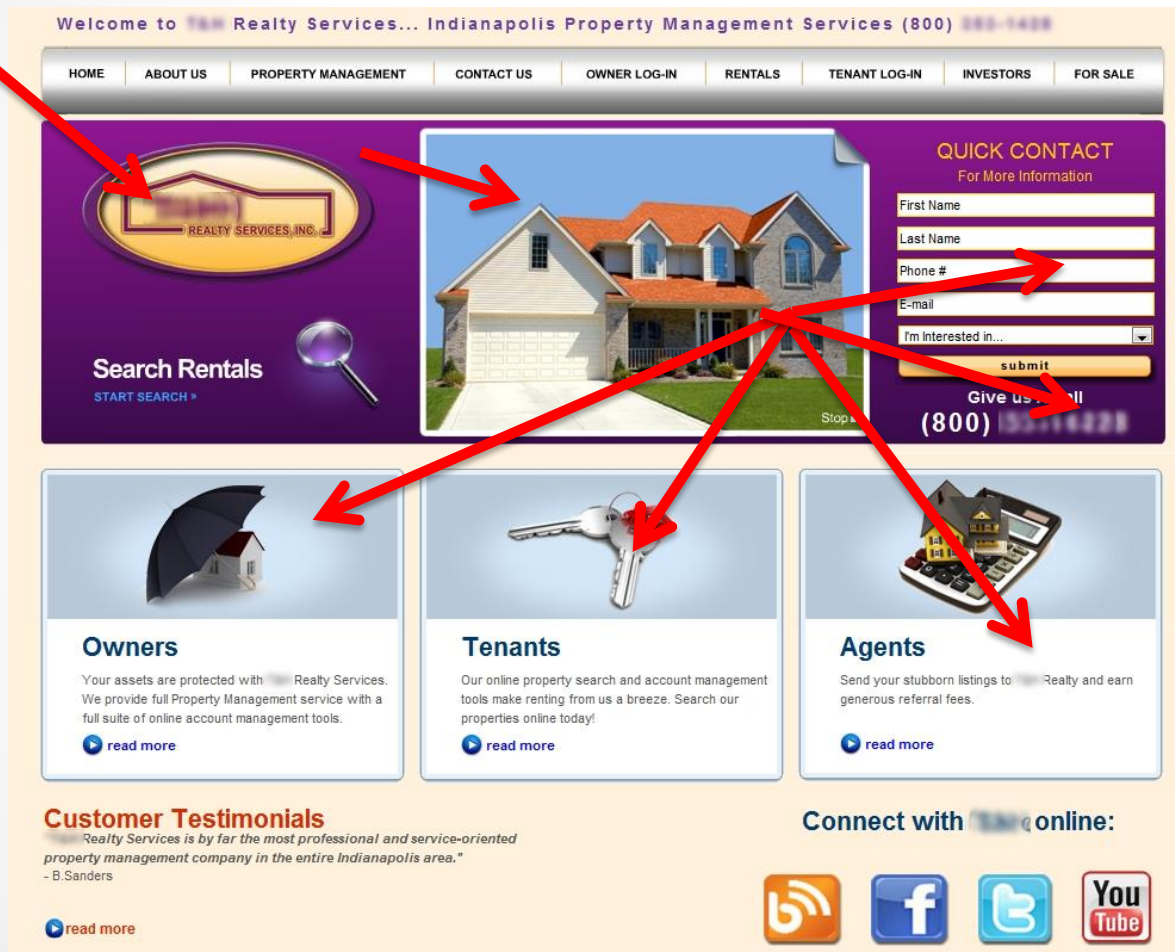 Welcome to Realty Services... Indianapolis Property Management Services (800)
HOME ABOUT US PROPERTY MANAGEMENT CONTACT US OWNER LOG-IN RENTALS TENANT LOG-IN INVESTORS FOR SALE
REALTY SERVICES, INC.
Search Rentals
START SEARCH »
Stop
QUICK CONTACT
For More Information
First Name
Last Name
Phone #
E-mail
I'm Interested in...
submit
Give us
(800)
Owners
Your assets are protected with Realty Services.
We provide full Property Management service with a
full suite of online account management tools.
read more
Tenants
Our online property search and account management
tools make renting from us a breeze. Search our
properties online today!
read more
Agents
Send your stubborn listings to Realty and earn
generous referral fees.
read more
Customer Testimonials
Realty Services is by far the most professional and service-oriented
property management company in the entire Indianapolis area."
- B.Sanders
read more
Connect with online:
You
Tube